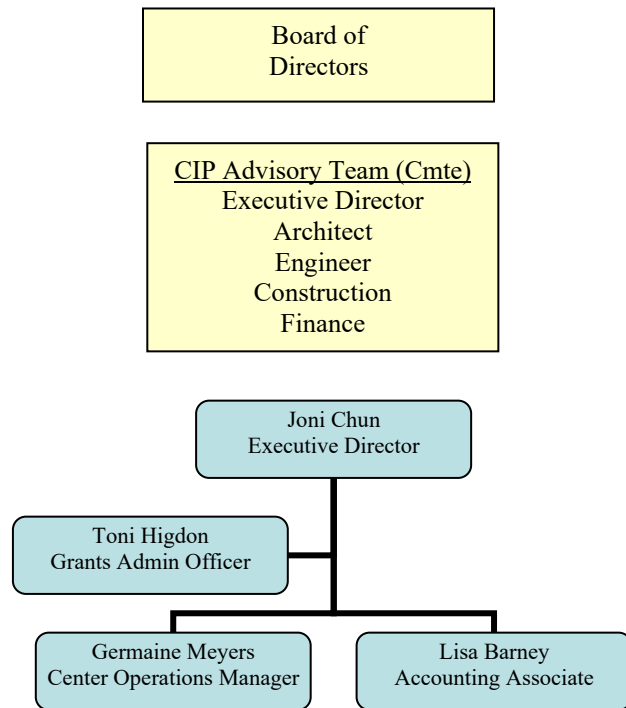 Board of
Directors
CIP Advisory Team (Cmte)
Executive Director
Architect
Engineer
Construction
Finance
Joni Chun
Executive Director
Toni Higdon
Grants Admin Officer
Germaine Meyers
Center Operations Manager
Lisa Barney
Accounting Associate